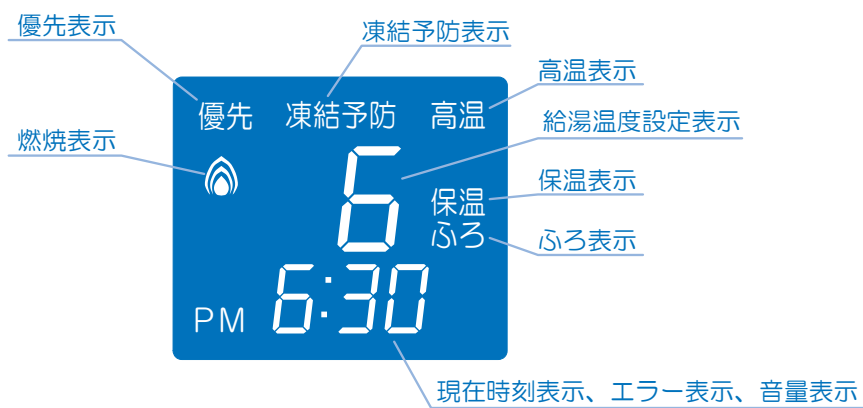 優先表示
凍結予防表示
高温表示
優先 凍結予防 高温
給湯温度設定表示
燃焼表示
6
保温表示
保温
ふろ
ふろ表示
PM 6:30
現在時刻表示、エラー表示、音量表示